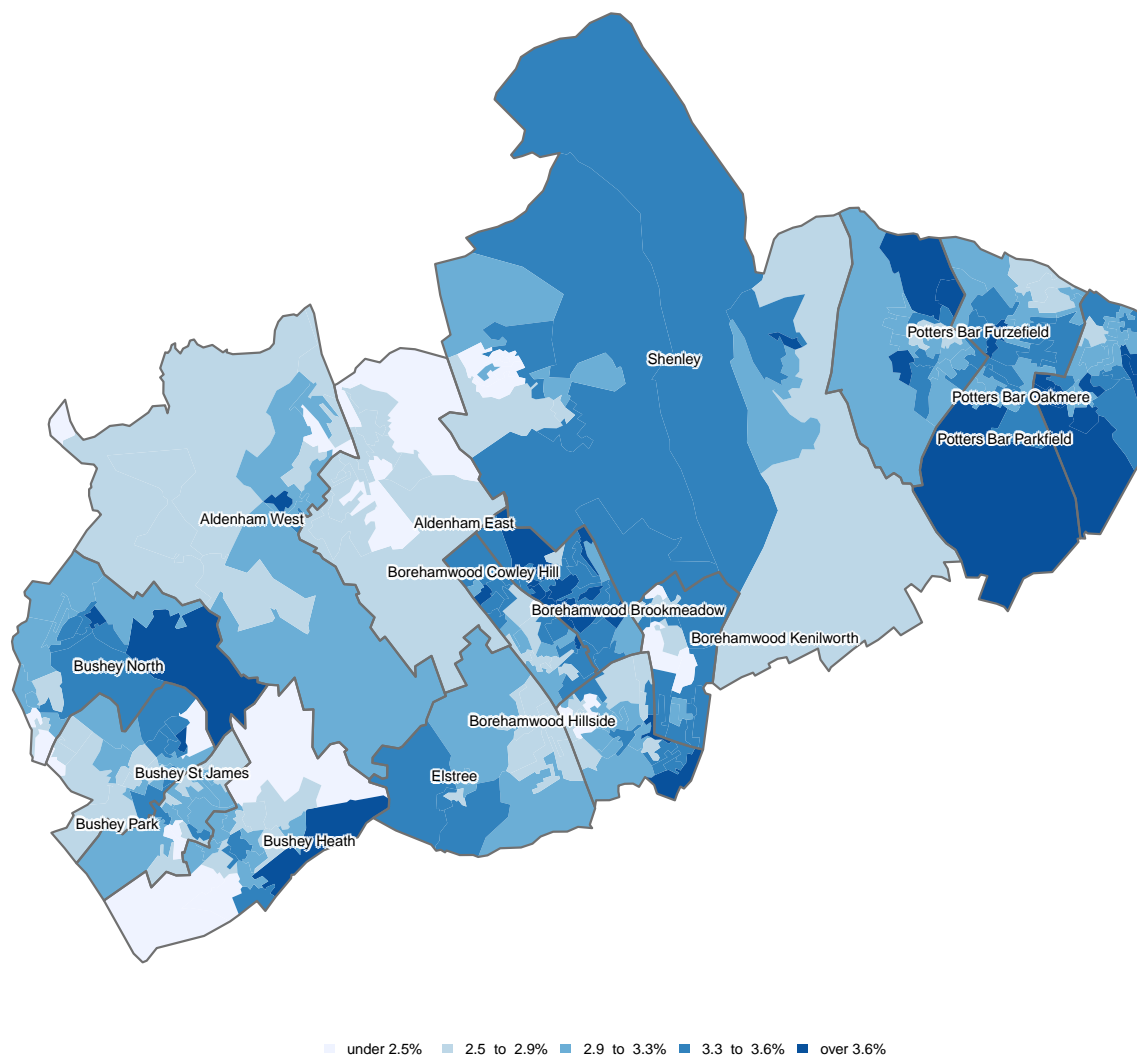 Potters Bar Furzefield
Shenley
Potters Bar Oakmere
Potters Bar Parkfield
Aldenham West
Aldenham East
Borehamwood Cowley Hill
Borehamwood Brookmeadow
Borehamwood Kenilworth
Bushey North
Borehamwood Hillside
Bushey St James
Elstree
Bushey Park
Bushey Heath
under 2.5% 2.5 to 2.9% 2.9 to 3.3% 3.3 to 3.6% over 3.6%